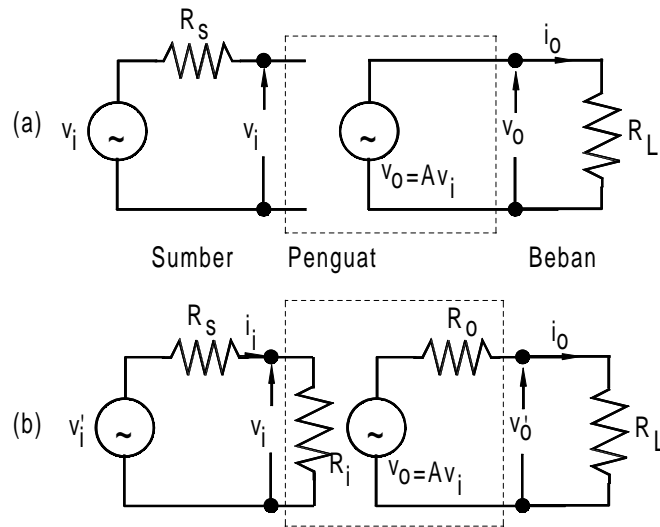 R_s
i_o
(a)
v_i
~
v_i
~
v_o=Av_i
v_o
R_L
Sumber Penguat Beban
R_s
i_i
R_o
i_o
(b)
v_i'
~
v_i
R_i
~
v_o=Av_i
v_o'
R_L